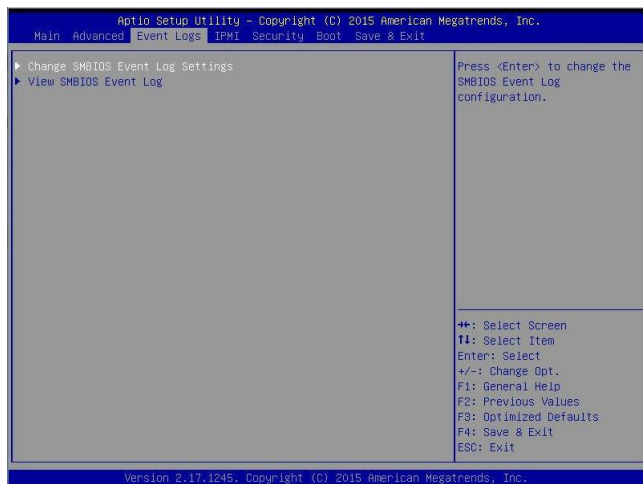 Aptio Setup Utility – Copyright (C) 2015 American Megatrends, Inc.
Main Advanced Event Logs IPMI Security Boot Save & Exit
▶ Change SMBIOS Event Log Settings
▶ View SMBIOS Event Log
Press <Enter> to change the
SMBIOS Event Log
configuration.
→←: Select Screen
↑↓: Select Item
Enter: Select
+/-: Change Opt.
F1: General Help
F2: Previous Values
F3: Optimized Defaults
F4: Save & Exit
ESC: Exit
Version 2.17.1245. Copyright (C) 2015 American Megatrends, Inc.